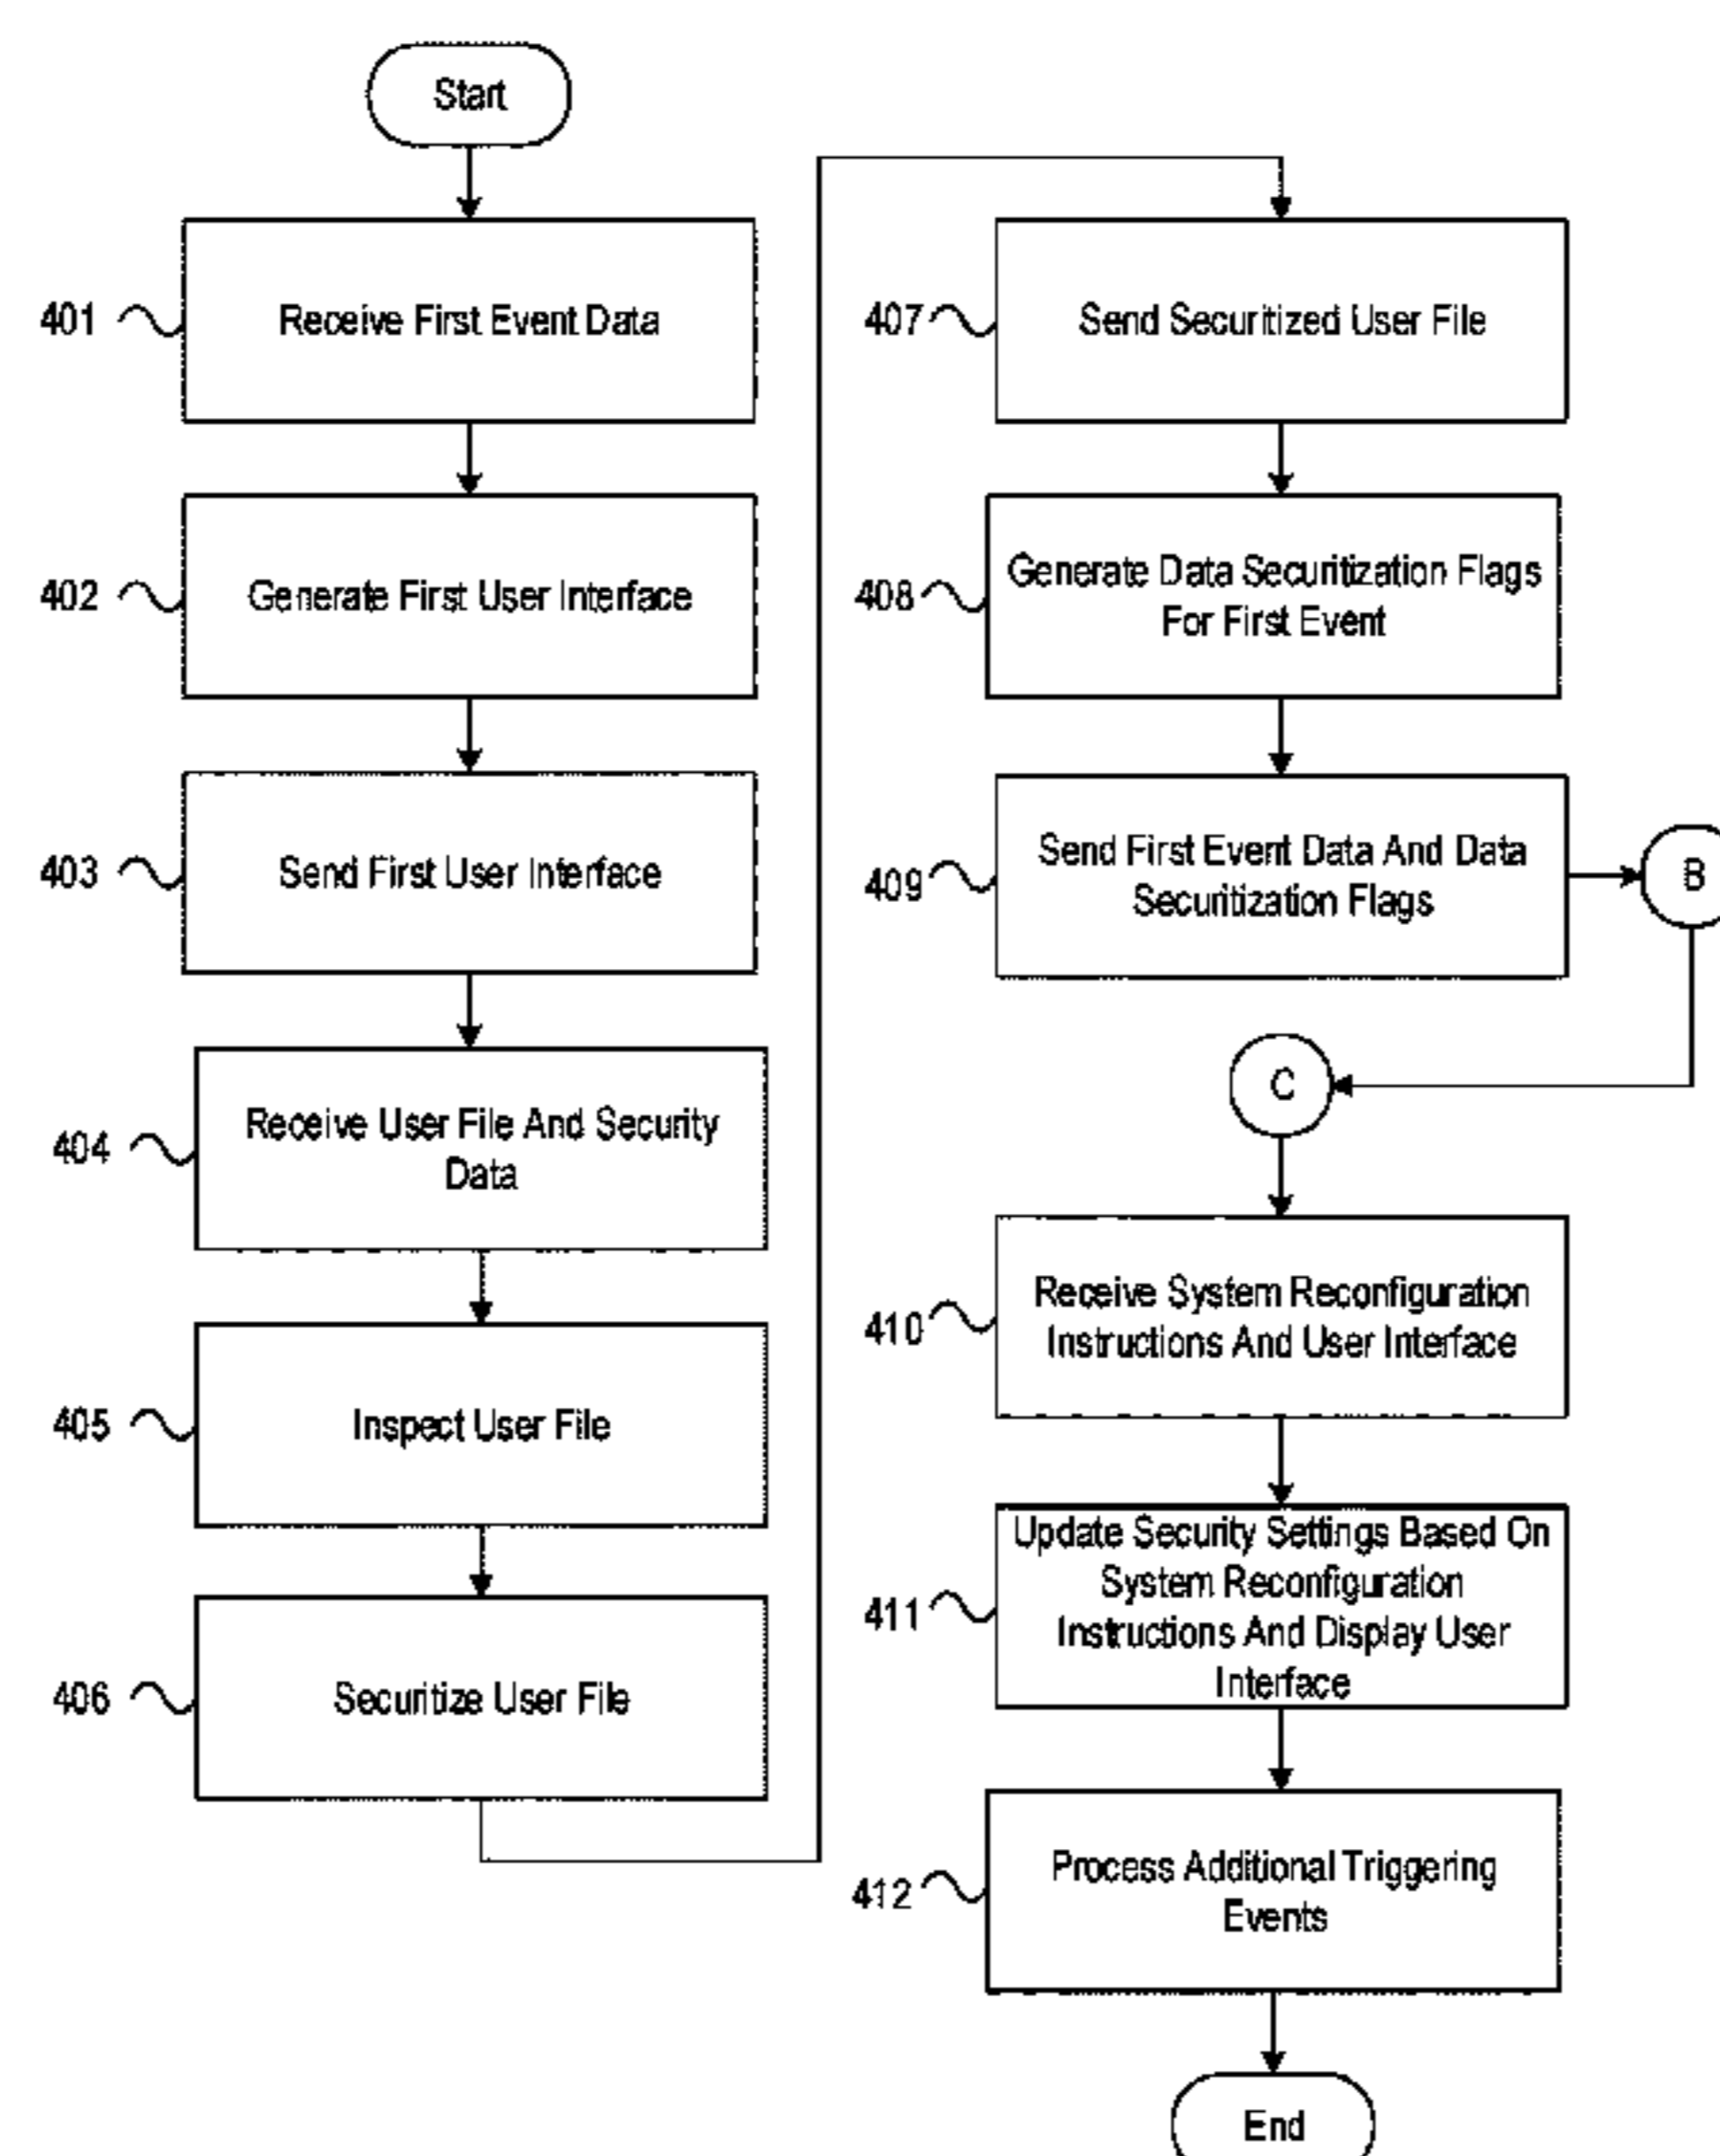 Start
401
Receive First Event Data
402
Generate First User Interface
403
Send First User Interface
404
Receive User File And Security
Data
405
Inspect User File
406
Securitize User File
407
Send Securitized User File
408
Generate Data Securitization Flags
For First Event
409
Send First Event Data And Data
Securitization Flags
B
C
410
Receive System Reconfiguration
Instructions And User Interface
411
Update Security Settings Based On
System Reconfiguration
Instructions And Display User
Interface
412
Process Additional Triggering
Events
End